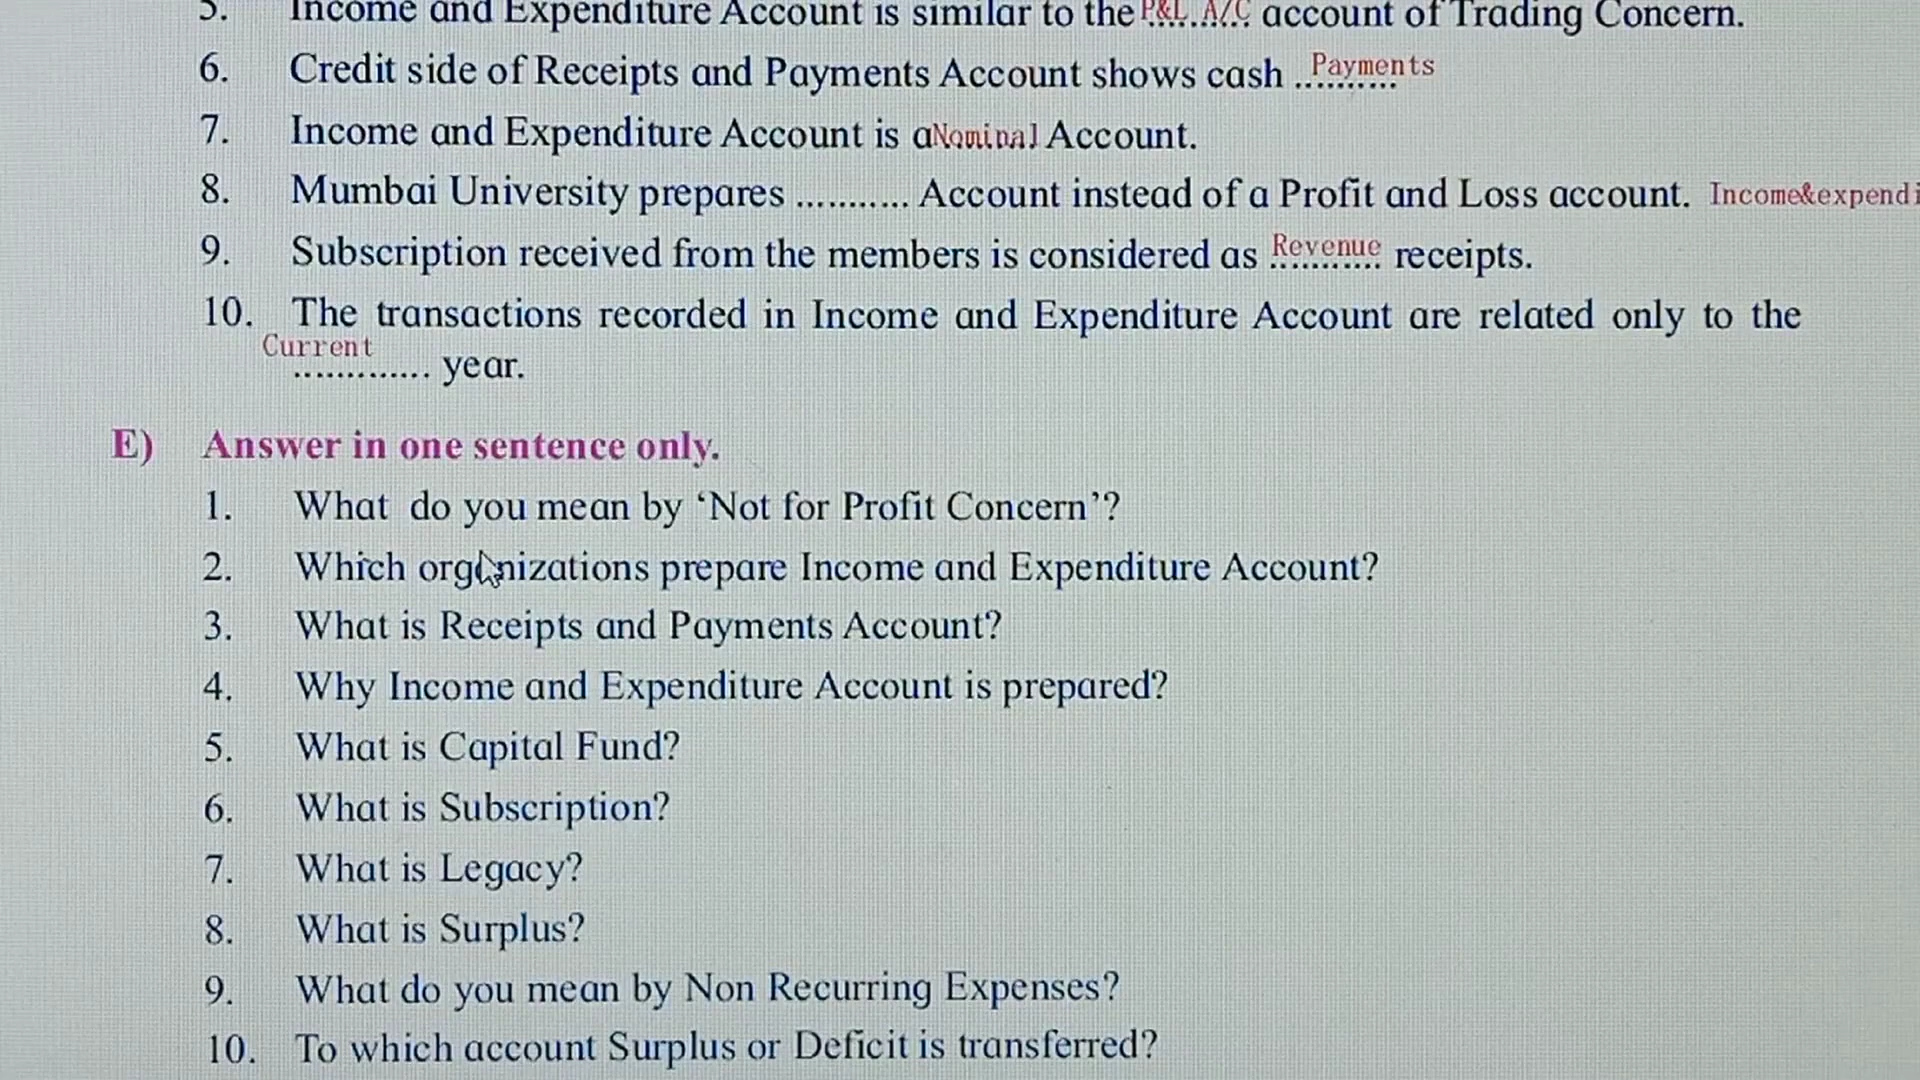 5. Income and Expenditure Account is similar to the P&L A/C account of Trading Concern.
6. Credit side of Receipts and Payments Account shows cash .......... Payments
7. Income and Expenditure Account is a Nominal Account.
8. Mumbai University prepares ........... Account instead of a Profit and Loss account. Income&expendi
9. Subscription received from the members is considered as Revenue receipts.
10. The transactions recorded in Income and Expenditure Account are related only to the
Current
............. year.
E) Answer in one sentence only.
1. What do you mean by ‘Not for Profit Concern’?
2. Which organizations prepare Income and Expenditure Account?
3. What is Receipts and Payments Account?
4. Why Income and Expenditure Account is prepared?
5. What is Capital Fund?
6. What is Subscription?
7. What is Legacy?
8. What is Surplus?
9. What do you mean by Non Recurring Expenses?
10. To which account Surplus or Deficit is transferred?